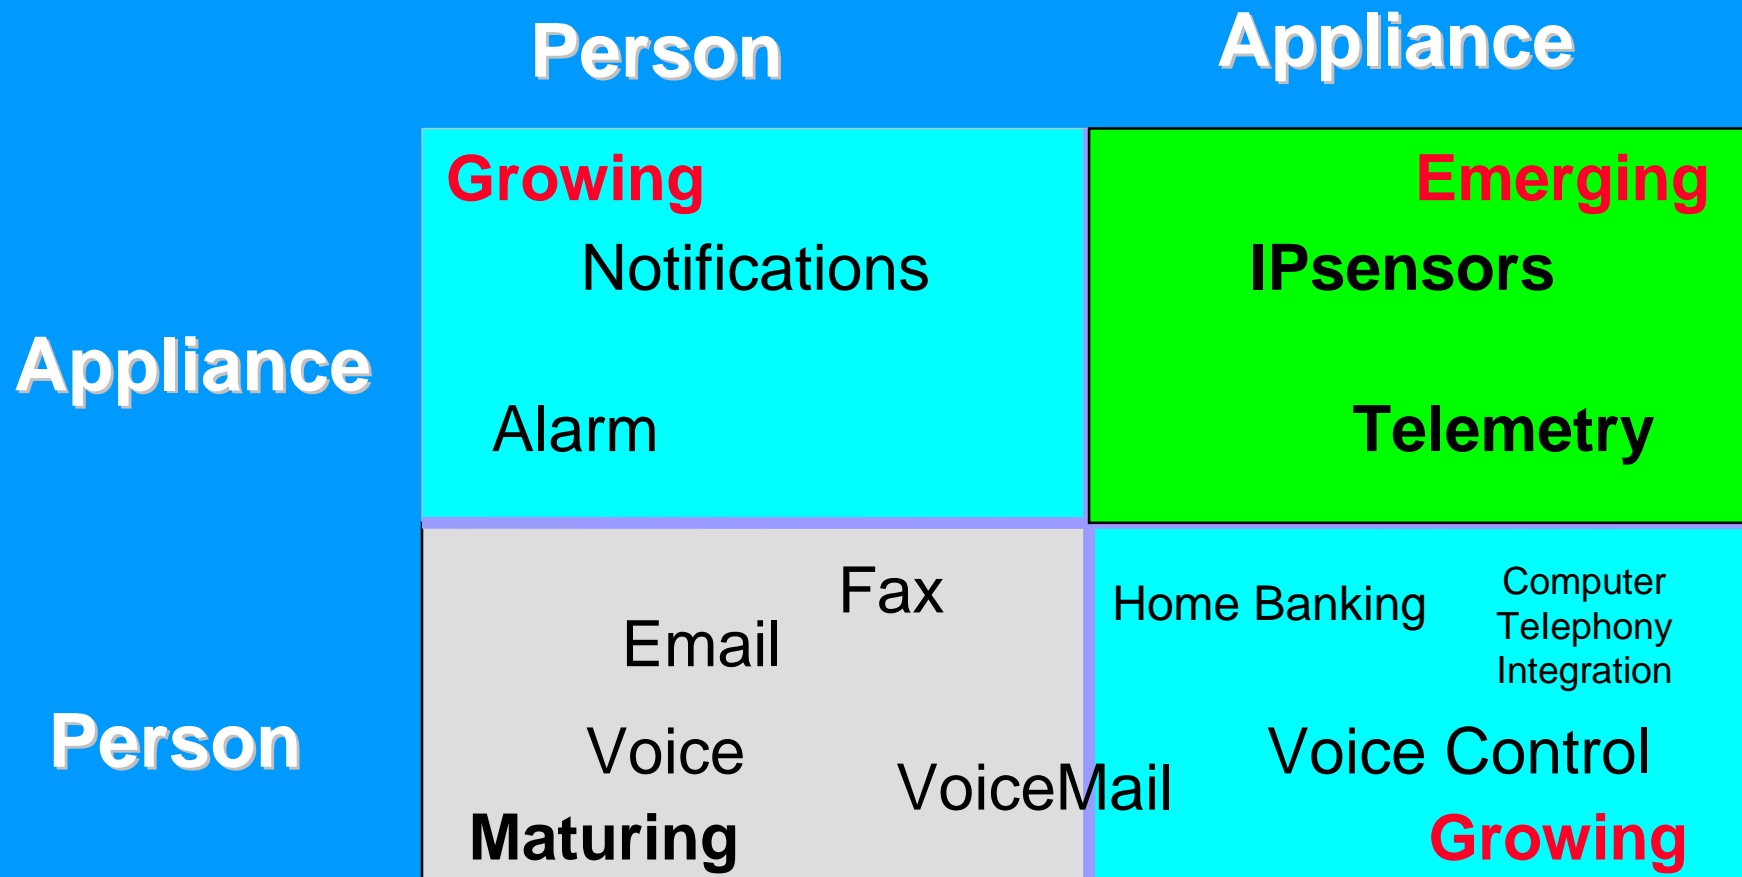 Person
Appliance
Growing
Emerging
Notifications
IPsensors
Appliance
Alarm
Telemetry
Fax
Email
Home Banking
Computer
Telephony
Integration
Person
Voice
VoiceMail
Voice Control
Maturing
Growing